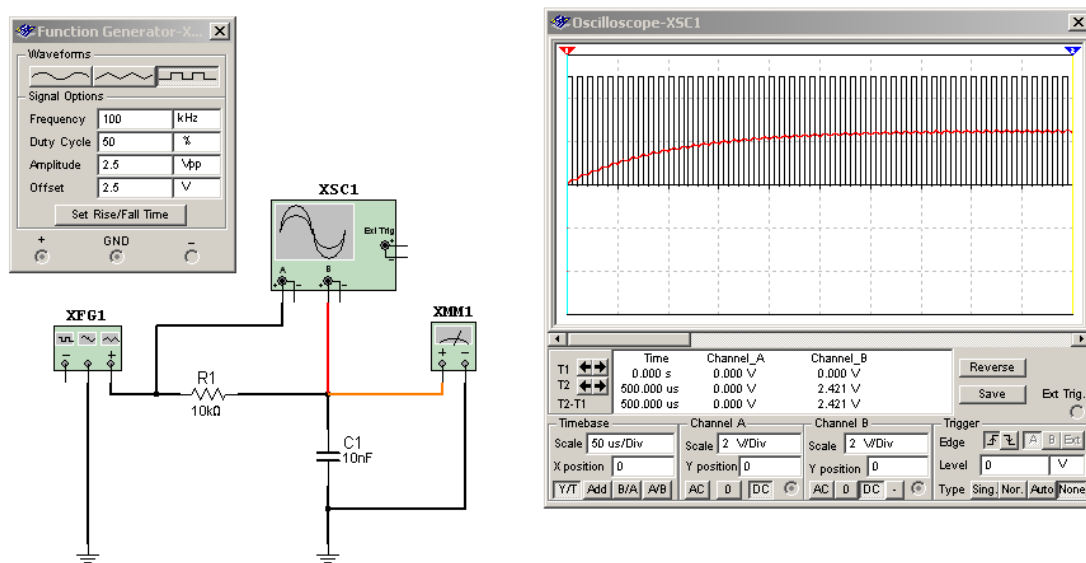 Function Generator-X...
Waveforms
Signal Options
Frequency 100 kHz
Duty Cycle 50 %
Amplitude 2.5 Vpp
Offset 2.5 V
Set Rise/Fall Time
+ GND −
XSC1
Ext Trig
+
−
A B
+ − + −
XFG1
− +
R1
10kΩ
XMM1
+ −
C1
10nF
Oscilloscope-XSC1
1 2
Time Channel_A Channel_B
T1 0.000 s 0.000 V 0.000 V
T2 500.000 us 0.000 V 2.421 V
T2-T1 500.000 us 0.000 V 2.421 V
Reverse
Save
Ext Trig.
Timebase
Scale 50 us/Div
X position 0
Y/T Add B/A A/B
Channel A
Scale 2 V/Div
Y position 0
AC 0 DC
Channel B
Scale 2 V/Div
Y position 0
AC 0 DC -
Trigger
Edge A B Ext
Level 0 V
Type Sing. Nor. Auto None